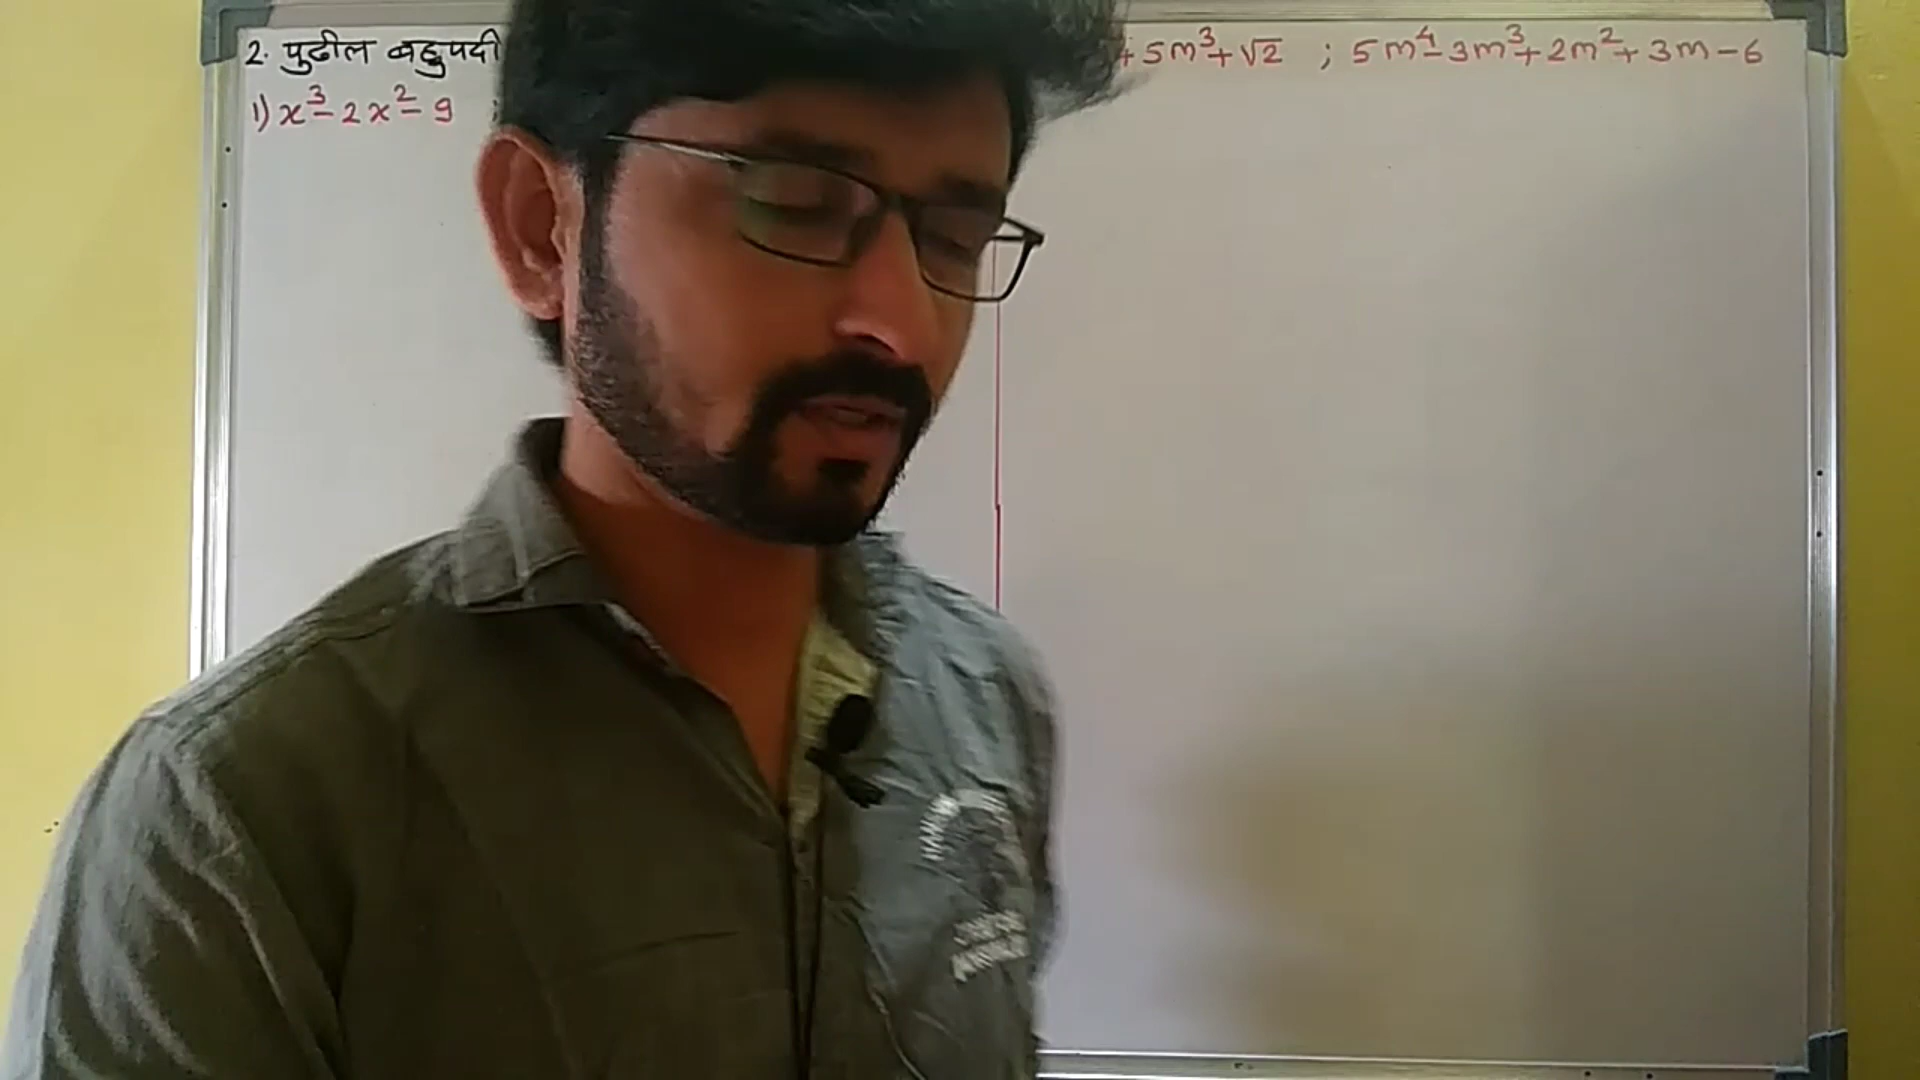 2. पुढील बहुपदी + 5m³ + √2 ; 5m⁴ - 3m³ + 2m² + 3m - 6
1) x³ - 2x² - 9 ;